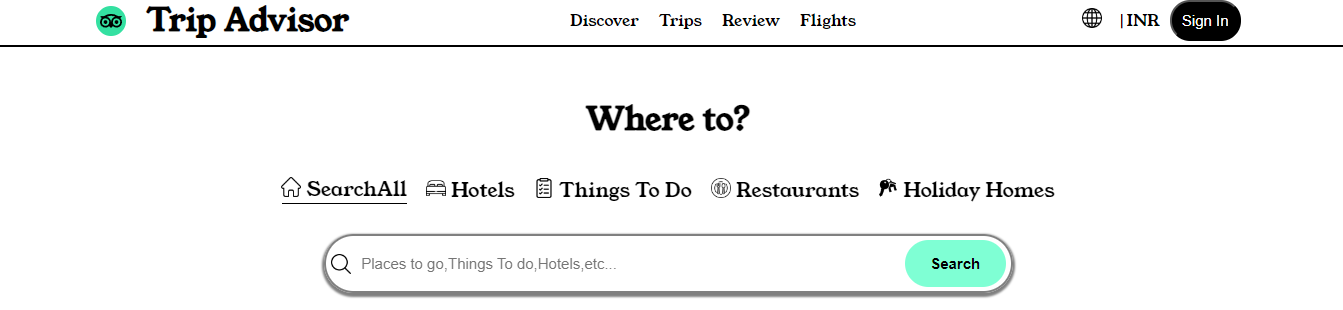 Trip Advisor Discover Trips Review Flights | INR Sign In
Where to?
SearchAll Hotels Things To Do Restaurants Holiday Homes
Places to go,Things To do,Hotels,etc... Search